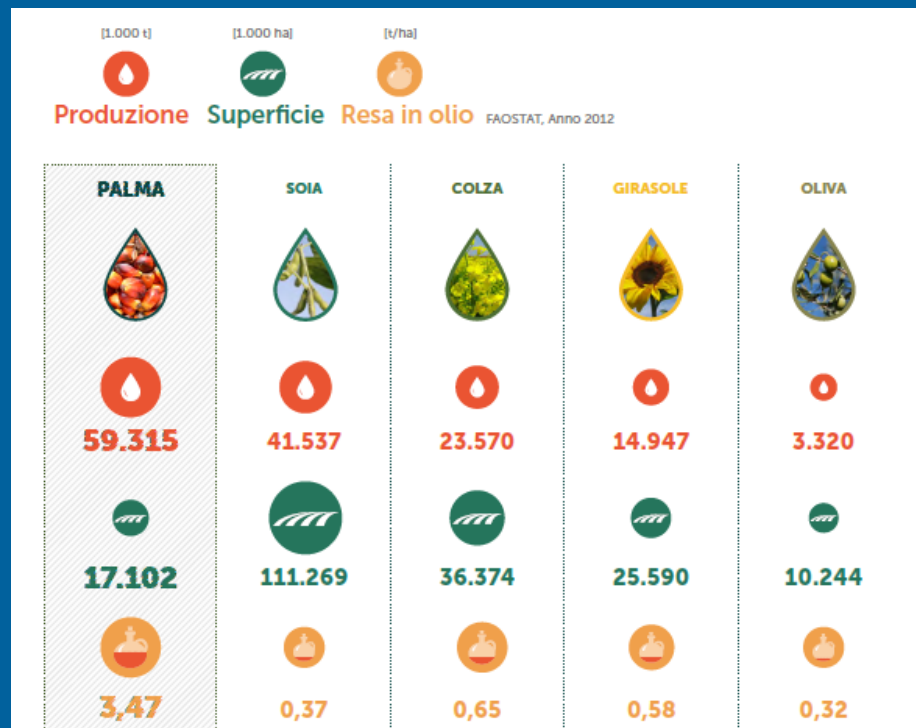 [1.000 t] [1.000 ha] [t/ha]
Produzione Superficie Resa in olio FAOSTAT, Anno 2012
PALMA SOIA COLZA GIRASOLE OLIVA
59.315 41.537 23.570 14.947 3.320
17.102 111.269 36.374 25.590 10.244
3,47 0,37 0,65 0,58 0,32